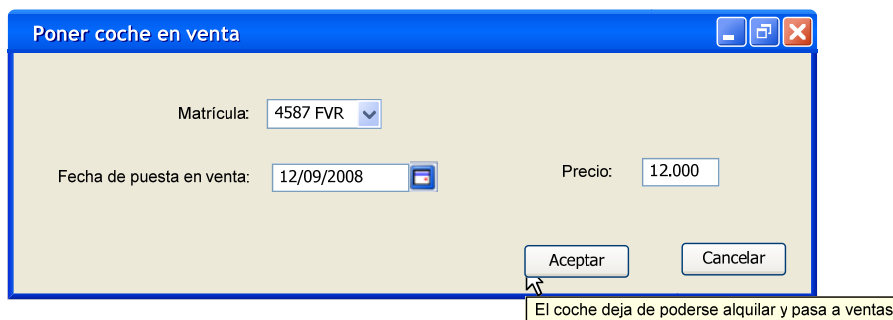 Poner coche en venta
Matrícula: 4587 FVR
Fecha de puesta en venta: 12/09/2008 Precio: 12.000
Aceptar Cancelar
El coche deja de poderse alquilar y pasa a ventas